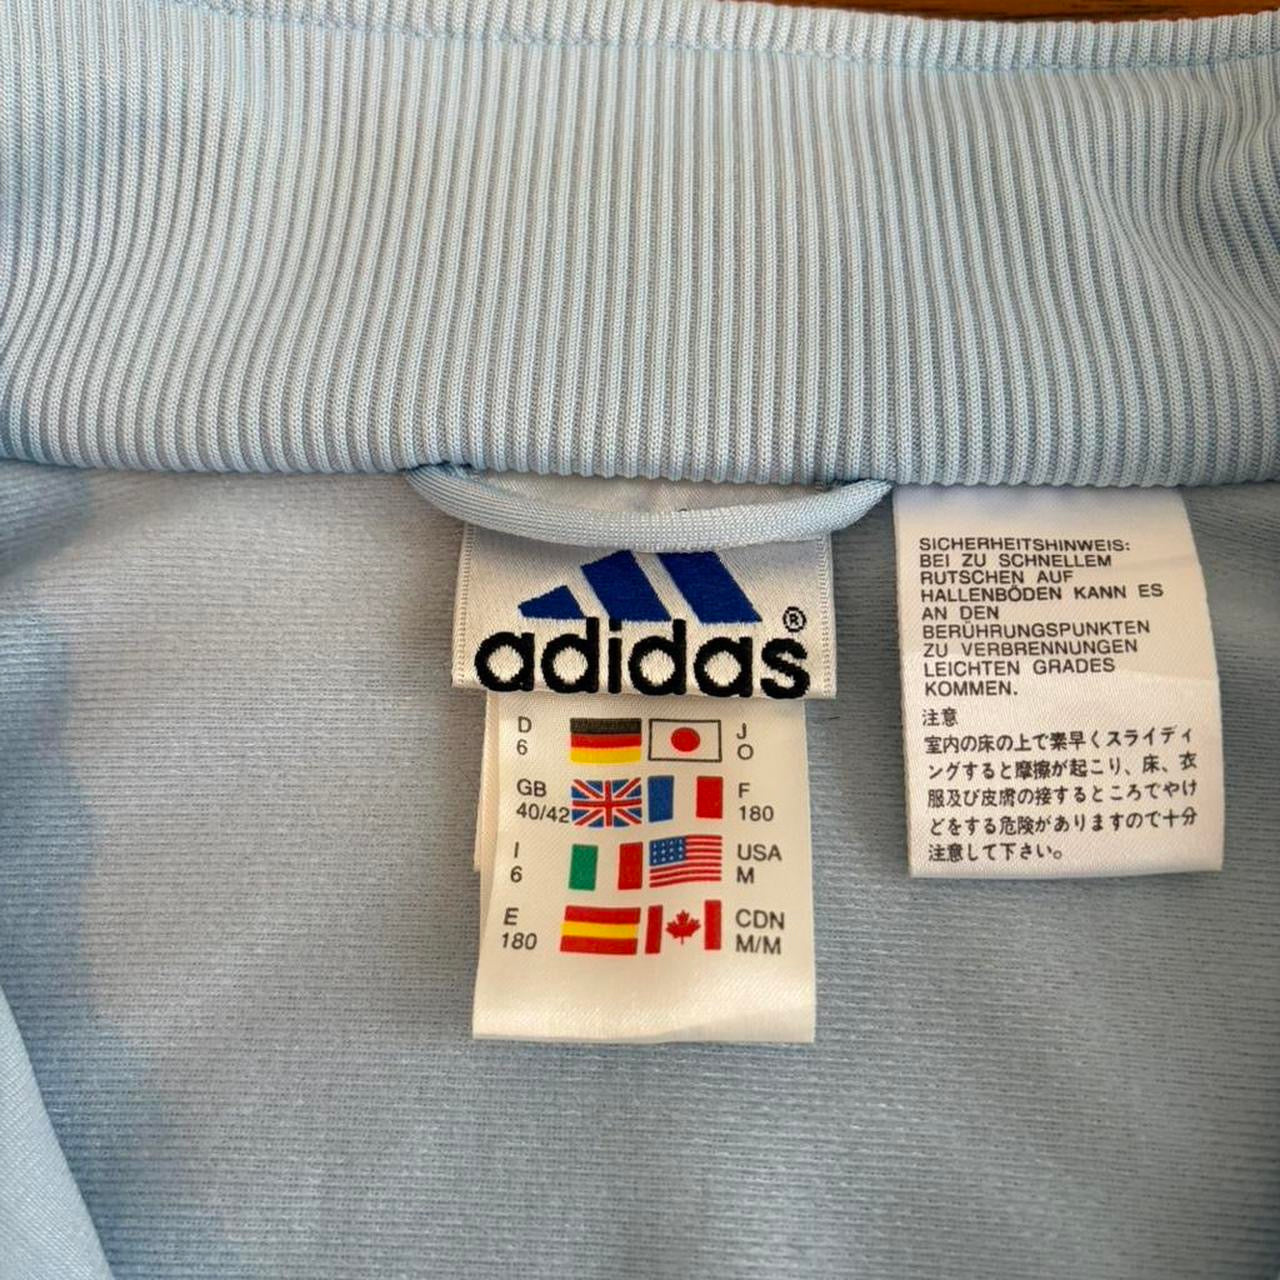 adidas®
D
6
J
O
GB
40/42
F
180
I
6
USA
M
E
180
CDN
M/M
SICHERHEITSHINWEIS:
BEI ZU SCHNELLEM
RUTSCHEN AUF
HALLENBÖDEN KANN ES
AN DEN
BERÜHRUNGSPUNKTEN
ZU VERBRENNUNGEN
LEICHTEN GRADES
KOMMEN.
注意
室内の床の上で素早くスライディ
ングすると摩擦が起こり、床、衣
服及び皮膚の接するところでやけ
どをする危険がありますので十分
注意して下さい。